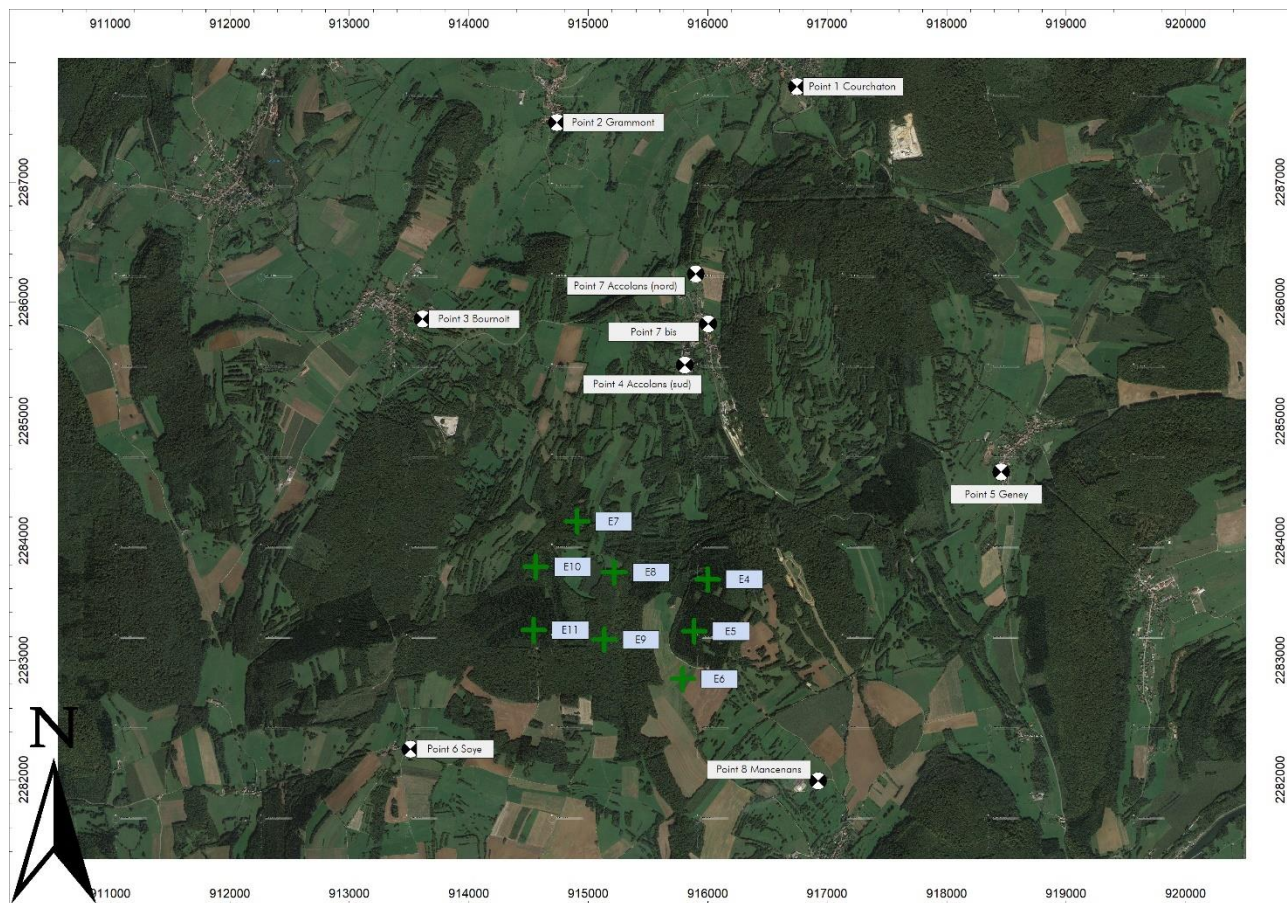 911000 912000 913000 914000 915000 916000 917000 918000 919000 920000
Point 1 Courchaton
Point 2 Grammont
2287000 2287000
Point 7 Accolans (nord)
2286000 2286000
Point 3 Bournoit
Point 7 bis
Point 4 Accolans (sud)
2285000 2285000
Point 5 Geney
E7
2284000 2284000
E10
E8
E4
E11
E9
E5
2283000 2283000
E6
N
Point 6 Soye
Point 8 Mancenans
2282000 2282000
911000 912000 913000 914000 915000 916000 917000 918000 919000 920000